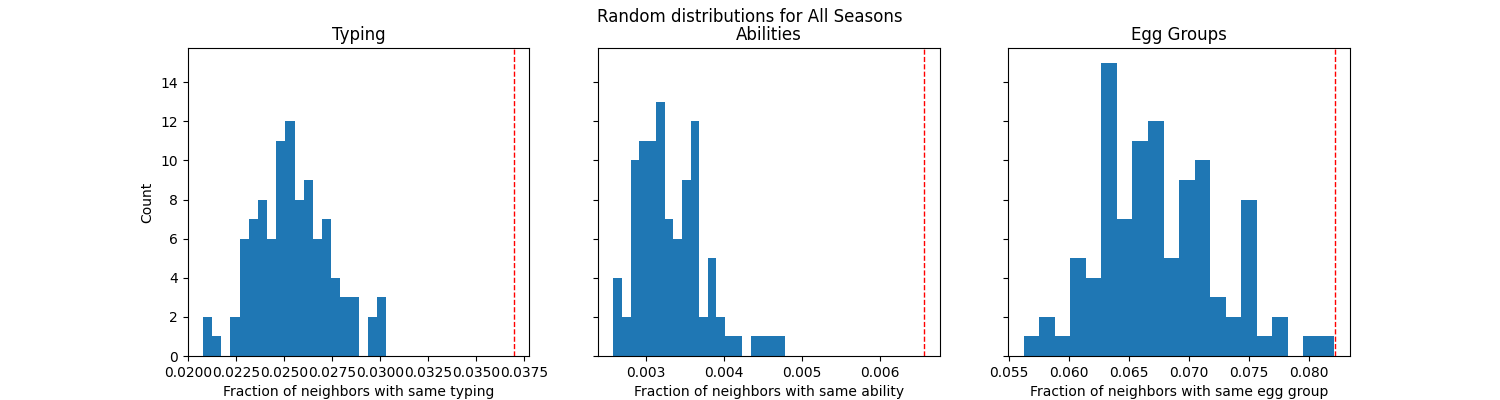 Random distributions for All Seasons
Typing
Abilities
Egg Groups
Count
14
12
10
8
6
4
2
0
0.0200 0.0225 0.0250 0.0275 0.0300 0.0325 0.0350 0.0375
0.003 0.004 0.005 0.006
0.055 0.060 0.065 0.070 0.075 0.080
Fraction of neighbors with same typing
Fraction of neighbors with same ability
Fraction of neighbors with same egg group